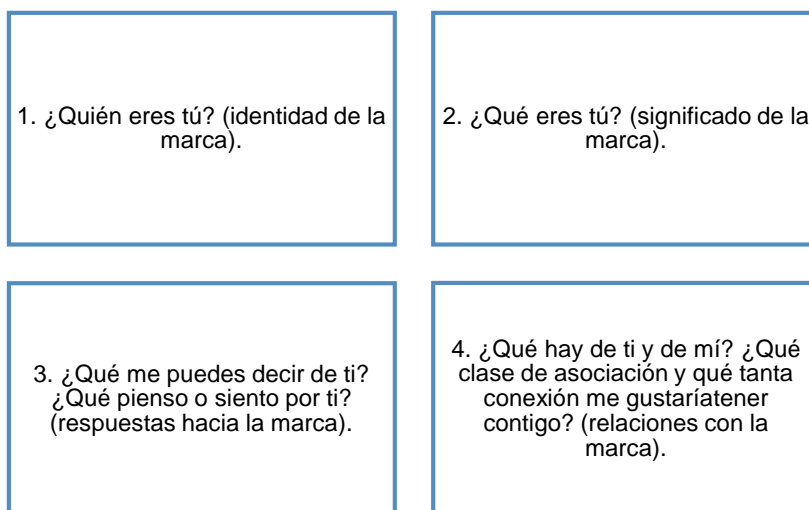 1. ¿Quién eres tú? (identidad de la
marca).
2. ¿Qué eres tú? (significado de la
marca).
3. ¿Qué me puedes decir de ti?
¿Qué pienso o siento por ti?
(respuestas hacia la marca).
4. ¿Qué hay de ti y de mí? ¿Qué
clase de asociación y qué tanta
conexión me gustaríatener
contigo? (relaciones con la
marca).